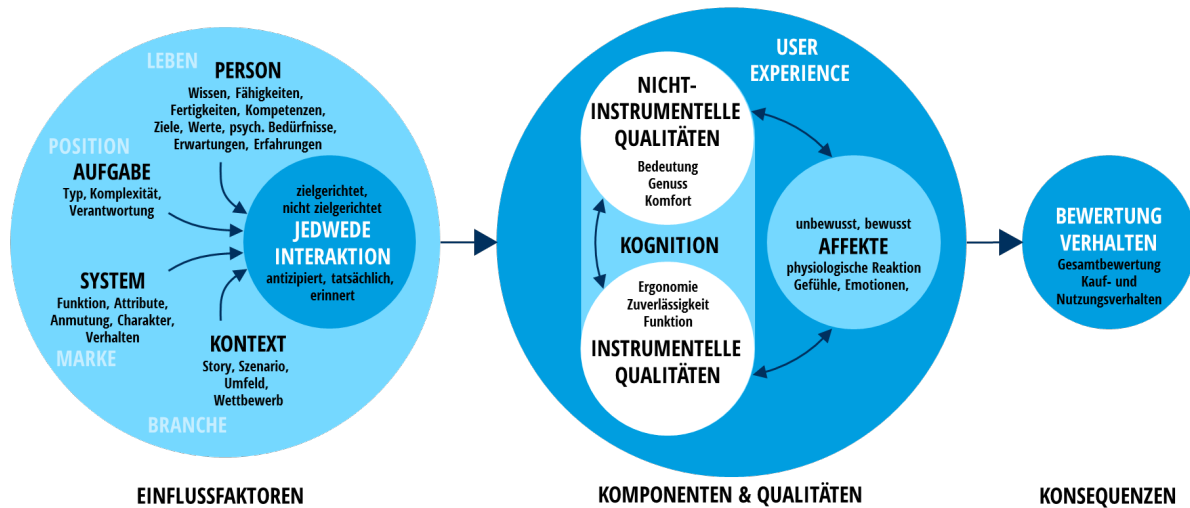 LEBEN
PERSON
Wissen, Fähigkeiten,
Fertigkeiten, Kompetenzen,
Ziele, Werte, psych. Bedürfnisse,
Erwartungen, Erfahrungen
POSITION
AUFGABE
Typ, Komplexität,
Verantwortung
zielgerichtet,
nicht zielgerichtet
JEDWEDE
INTERAKTION
antizipiert, tatsächlich,
erinnert
SYSTEM
Funktion, Attribute,
Anmutung, Charakter,
Verhalten
MARKE
KONTEXT
Story, Szenario,
Umfeld,
Wettbewerb
BRANCHE
EINFLUSSFAKTOREN
USER
EXPERIENCE
NICHT-
INSTRUMENTELLE
QUALITÄTEN
Bedeutung
Genuss
Komfort
KOGNITION
Ergonomie
Zuverlässigkeit
Funktion
INSTRUMENTELLE
QUALITÄTEN
unbewusst, bewusst
AFFEKTE
physiologische Reaktion
Gefühle, Emotionen,
KOMPONENTEN & QUALITÄTEN
BEWERTUNG
VERHALTEN
Gesamtbewertung
Kauf- und
Nutzungsverhalten
KONSEQUENZEN